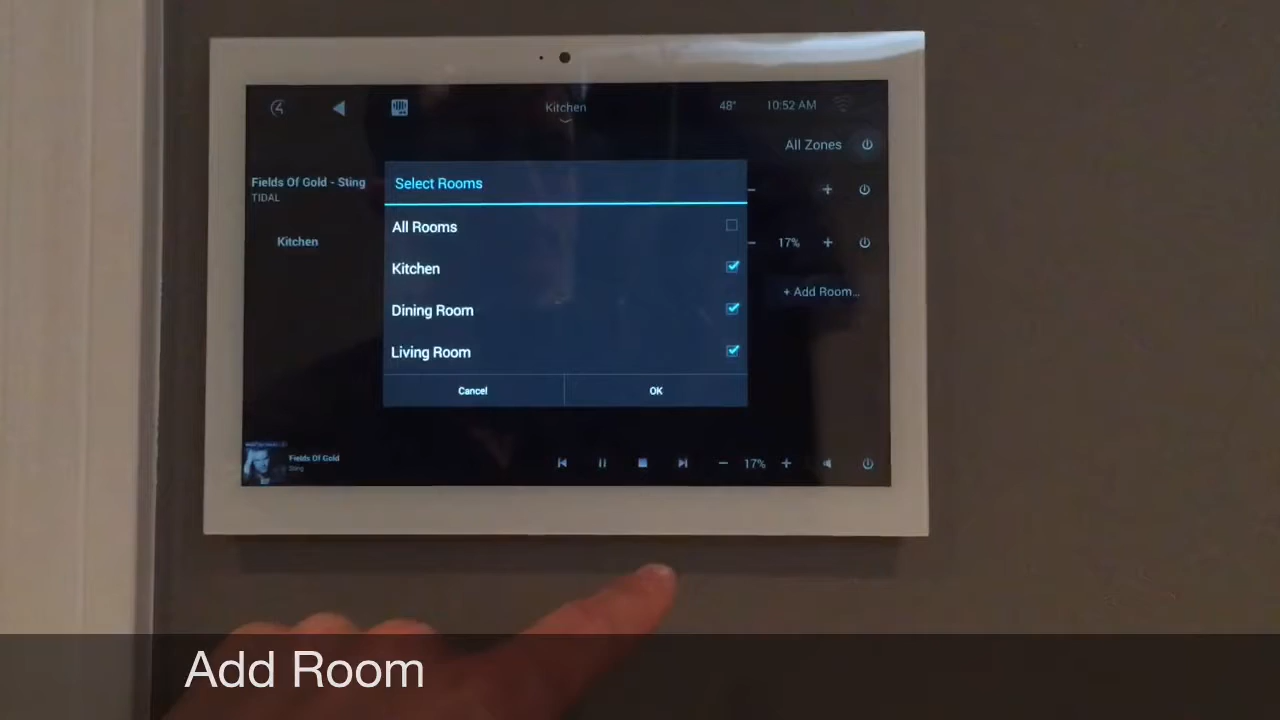 Kitchen
48° 10:52 AM
All Zones
Fields Of Gold - Sting
TIDAL
− +
Kitchen
− 17% +
+ Add Room...
Select Rooms
All Rooms
Kitchen
Dining Room
Living Room
Cancel OK
Fields Of Gold
Sting
− 17% +
Add Room